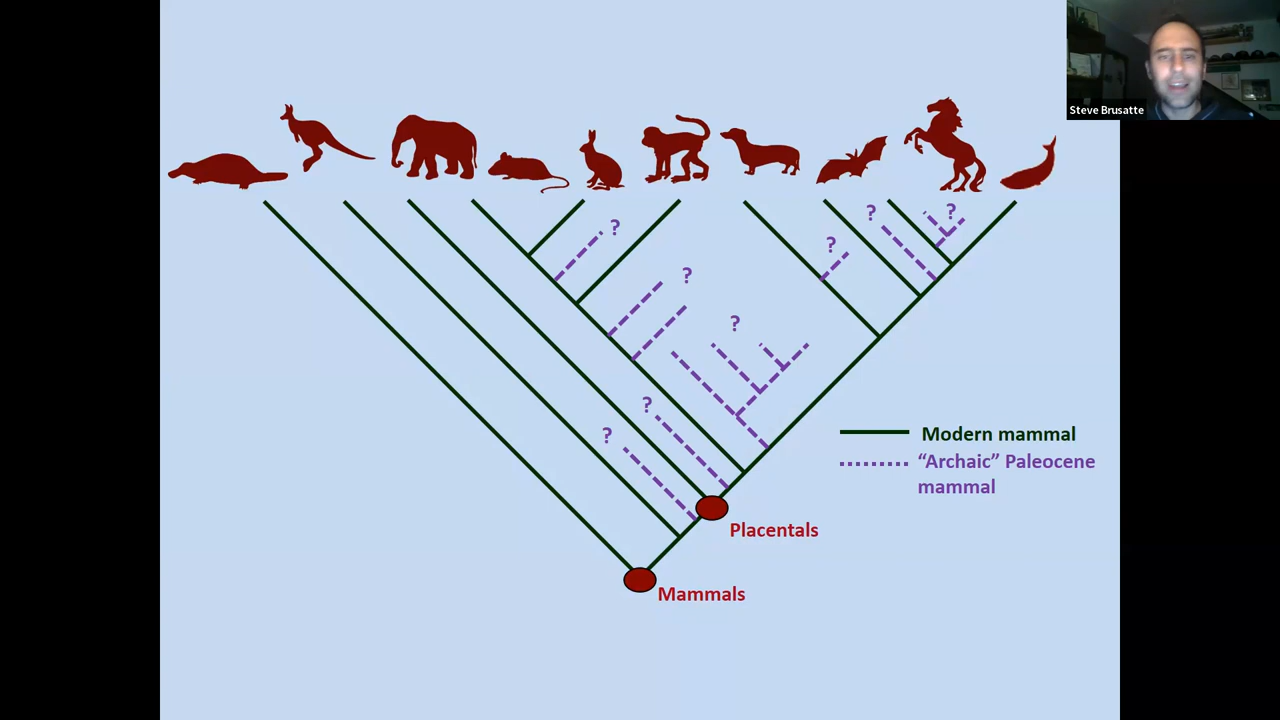 Steve Brusatte
?
?
?
?
?
?
?
?
Modern mammal
“Archaic” Paleocene
mammal
Placentals
Mammals